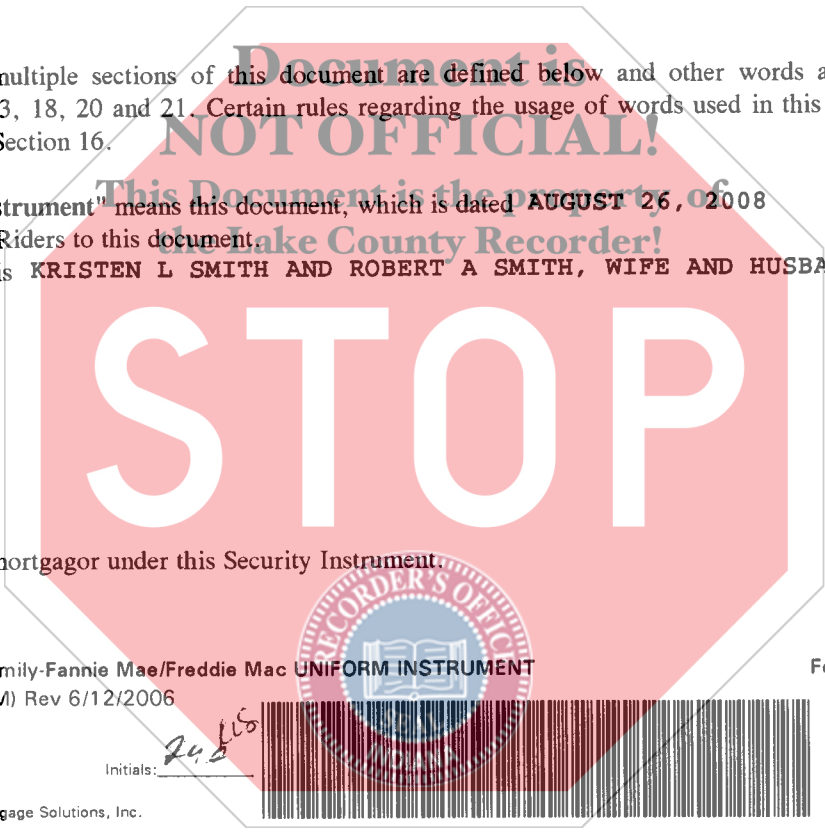 Document is
multiple sections of this document are defined below and other words a
3, 18, 20 and 21. Certain rules regarding the usage of words used in this
NOT OFFICIAL!
Section 16.
This Document is the property of
strument" means this document, which is dated AUGUST 26, 2008
Riders to this document.
the Lake County Recorder!
is KRISTEN L SMITH AND ROBERT A SMITH, WIFE AND HUSBA
STOP
mortgagor under this Security Instrument.
RECORDER'S OFFICE
mily-Fannie Mae/Freddie Mac UNIFORM INSTRUMENT
Fo
M) Rev 6/12/2006
SEAL
INDIANA
Initials:
gage Solutions, Inc.